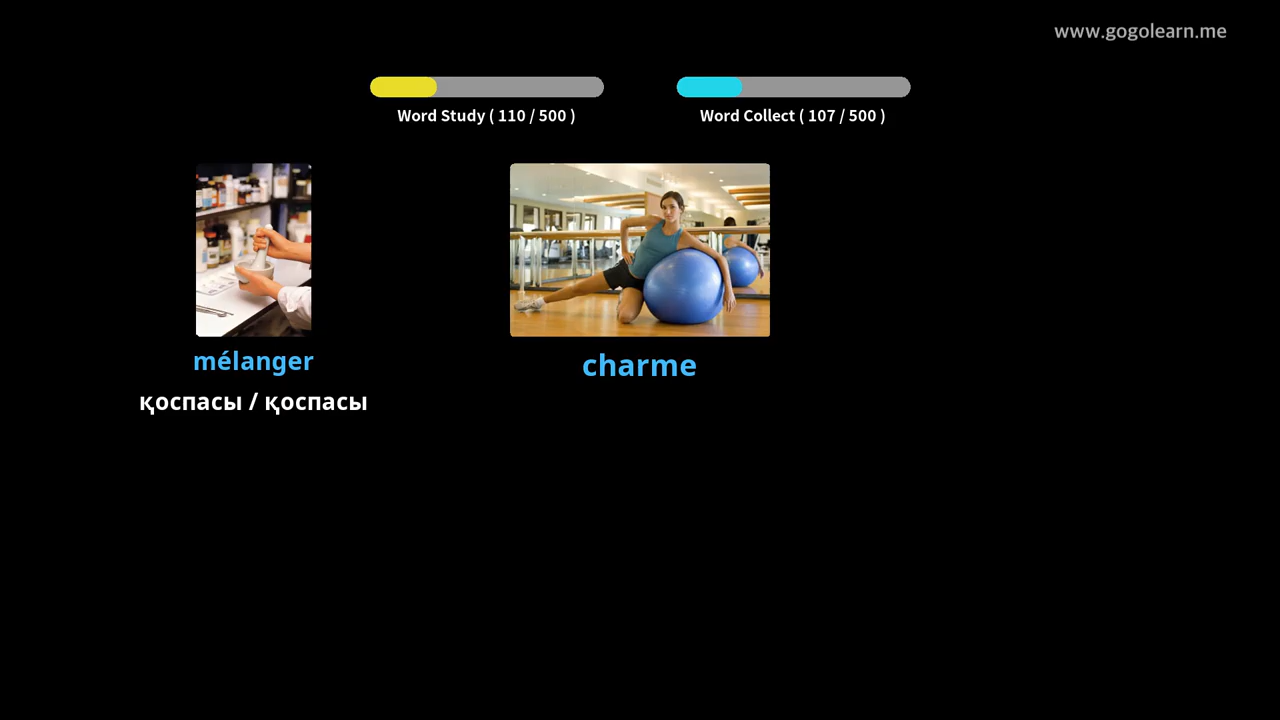 www.gogolearn.me
Word Study ( 110 / 500 )
Word Collect ( 107 / 500 )
mélanger
charme
қоспасы / қоспасы